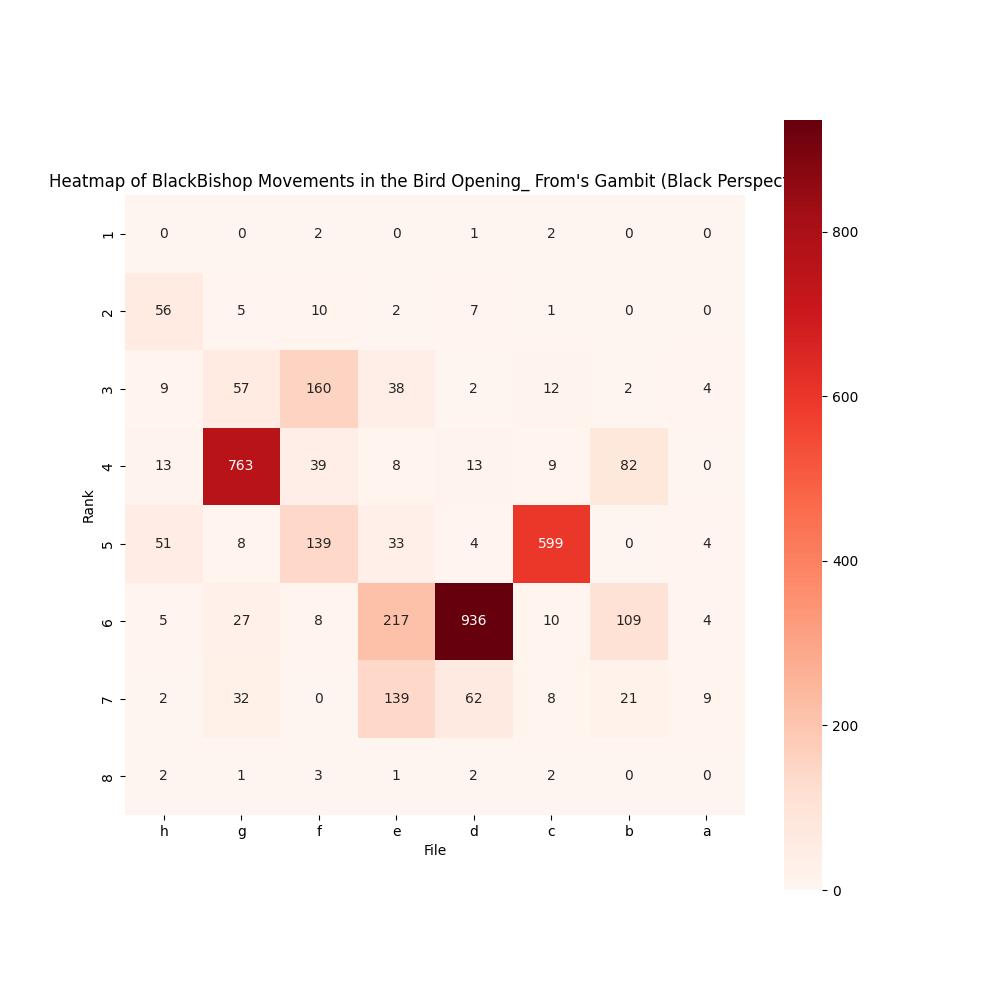 Heatmap of BlackBishop Movements in the Bird Opening_ From's Gambit (Black Perspec
1 0 0 2 0 1 2 0 0
2 56 5 10 2 7 1 0 0
3 9 57 160 38 2 12 2 4
4 13 763 39 8 13 9 82 0
5 51 8 139 33 4 599 0 4
6 5 27 8 217 936 10 109 4
7 2 32 0 139 62 8 21 9
8 2 1 3 1 2 2 0 0
h g f e d c b a
File
Rank
800
600
400
200
0